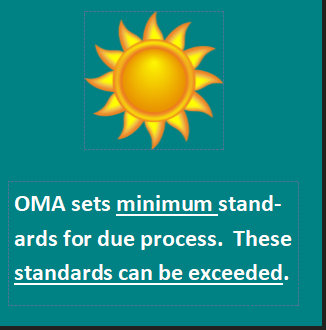 OMA sets minimum stand-
ards for due process.  These
standards can be exceeded.